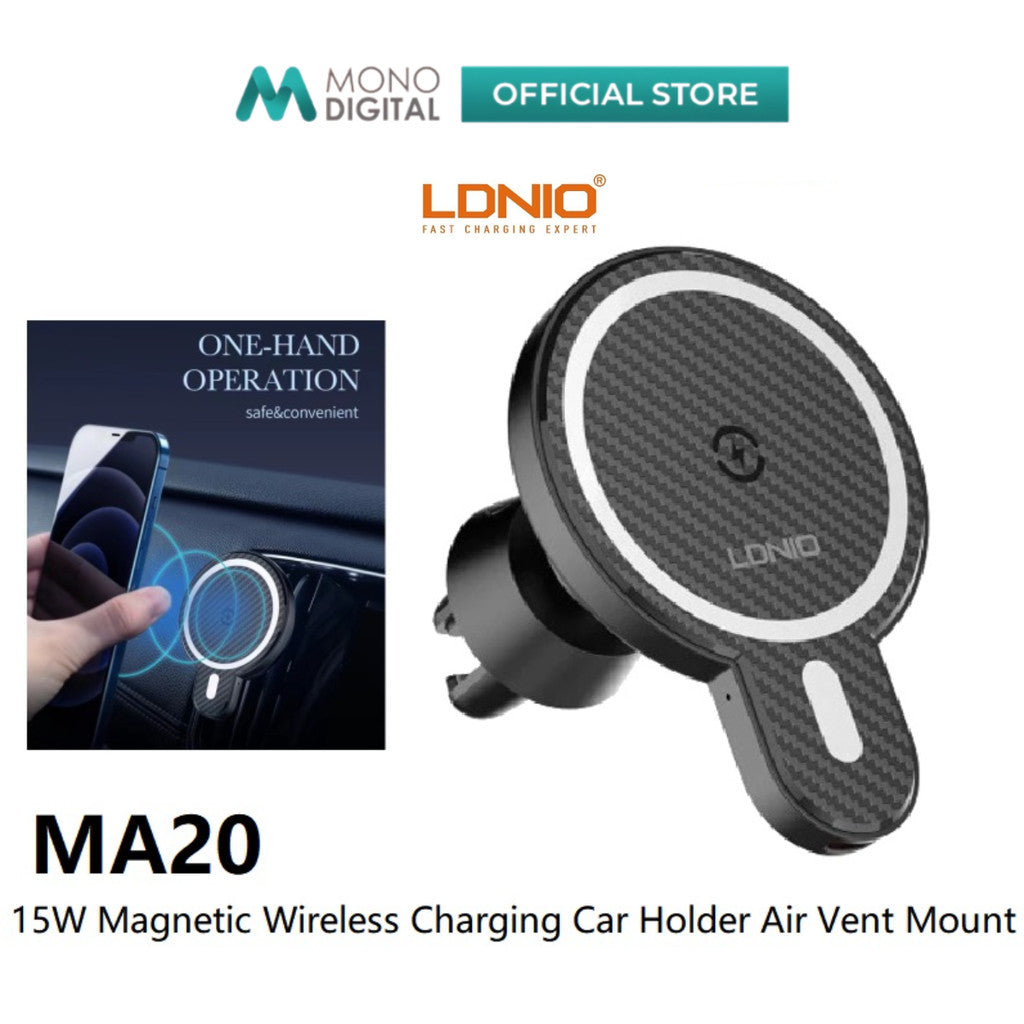 MONO
DIGITAL
OFFICIAL STORE
LDNIO®
FAST CHARGING EXPERT
ONE-HAND
OPERATION
safe&convenient
LDNIO
MA20
15W Magnetic Wireless Charging Car Holder Air Vent Mount